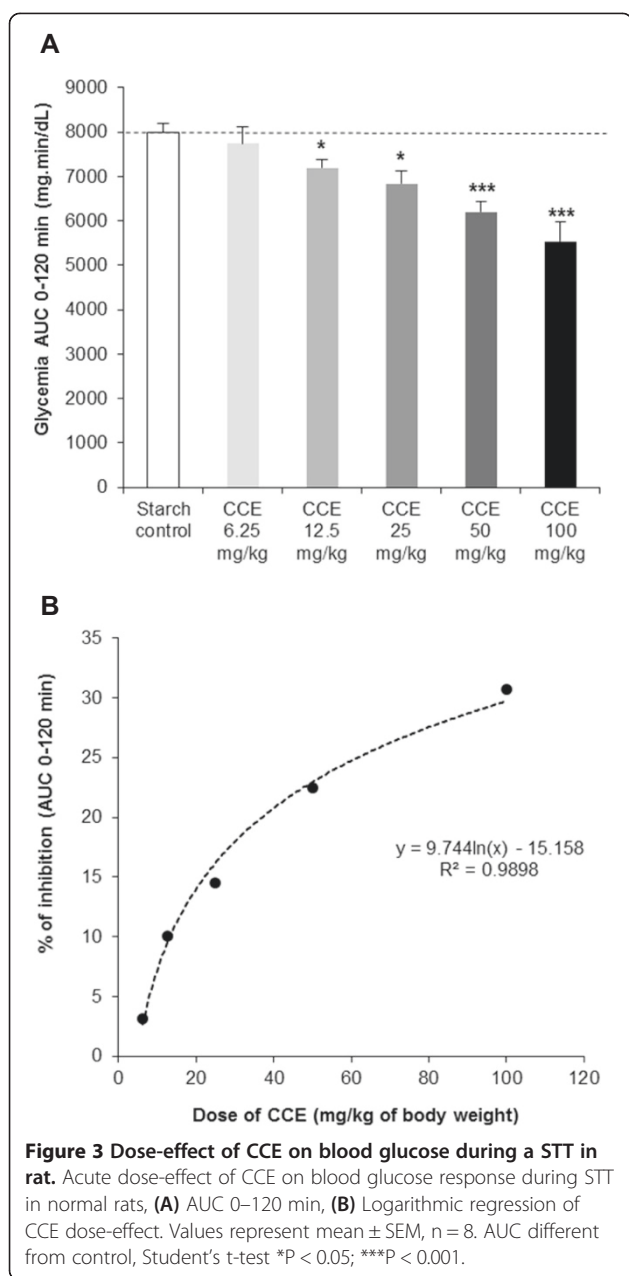 A
Glycemia AUC 0-120 min (mg.min/dL)
9000
8000
7000
6000
5000
4000
3000
2000
1000
0
*
*
***
***
Starch control
CCE 6.25 mg/kg
CCE 12.5 mg/kg
CCE 25 mg/kg
CCE 50 mg/kg
CCE 100 mg/kg
B
% of inhibition (AUC 0-120 min)
35
30
25
20
15
10
5
0
y = 9.744ln(x) - 15.158
R² = 0.9898
0 20 40 60 80 100 120
Dose of CCE (mg/kg of body weight)
Figure 3 Dose-effect of CCE on blood glucose during a STT in
rat. Acute dose-effect of CCE on blood glucose response during STT
in normal rats, (A) AUC 0–120 min, (B) Logarithmic regression of
CCE dose-effect. Values represent mean ± SEM, n = 8. AUC different
from control, Student's t-test *P < 0.05; ***P < 0.001.